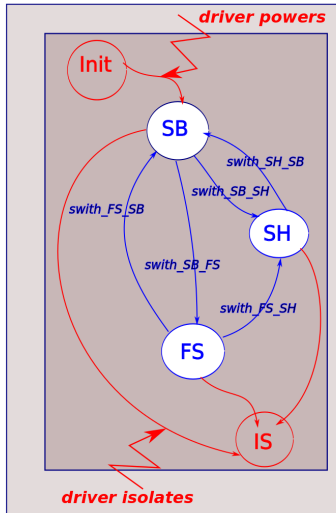 driver powers
Init
SB
swith_SH_SB
swith_SB_SH
swith_FS_SB
SH
swith_SB_FS
swith_FS_SH
FS
IS
driver isolates